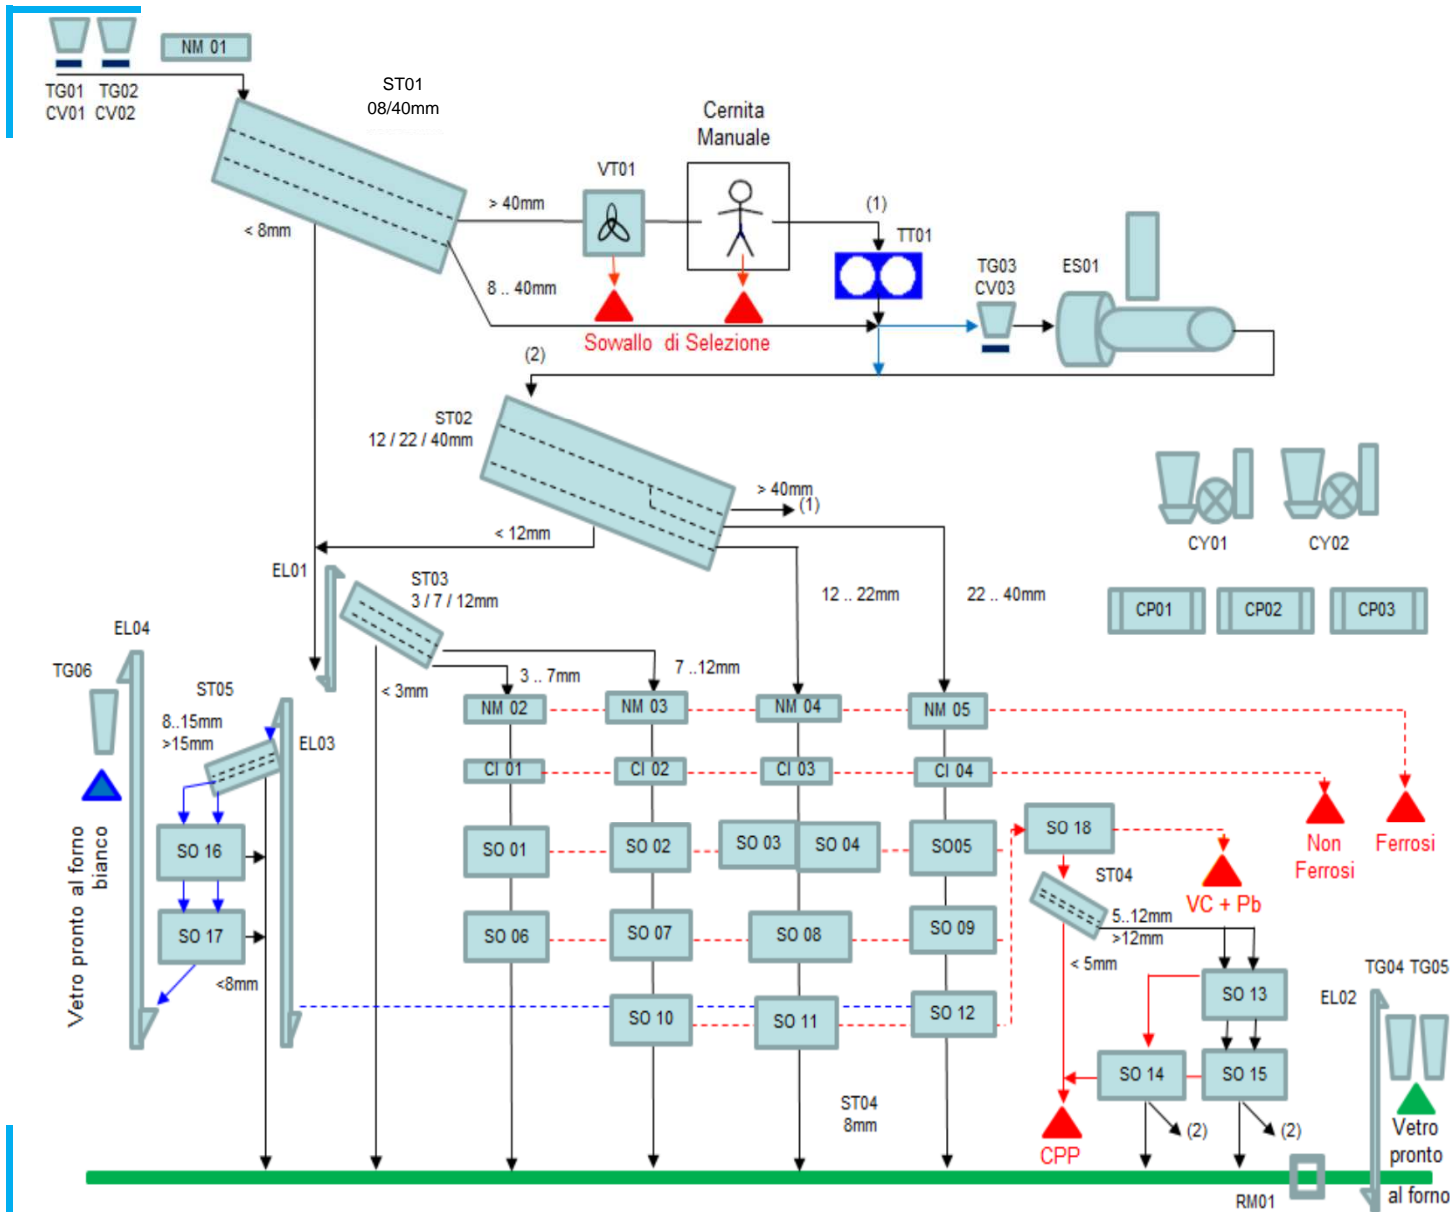 NM 01
TG01 TG02
CV01 CV02
ST01
08/40mm
Cernita
Manuale
VT01
> 40mm
(1)
TT01
< 8mm
8 .. 40mm
TG03
CV03
ES01
Sowallo di Selezione
(2)
ST02
12 / 22 / 40mm
> 40mm
(1)
< 12mm
CY01
CY02
EL01
ST03
3 / 7 / 12mm
12 .. 22mm
22 .. 40mm
CP01
CP02
CP03
EL04
TG06
ST05
< 3mm
3 .. 7mm
7 ..12mm
8..15mm
>15mm
EL03
NM 02
NM 03
NM 04
NM 05
CI 01
CI 02
CI 03
CI 04
Non
Ferrosi
Ferrosi
SO 16
SO 01
SO 02
SO 03
SO 04
SO05
SO 18
ST04
VC + Pb
5..12mm
>12mm
< 5mm
SO 17
<8mm
SO 06
SO 07
SO 08
SO 09
Vetro pronto al forno
bianco
SO 10
SO 11
SO 12
SO 13
SO 14
SO 15
EL02
TG04 TG05
ST04
8mm
(2)
(2)
CPP
Vetro
pronto
al forno
RM01